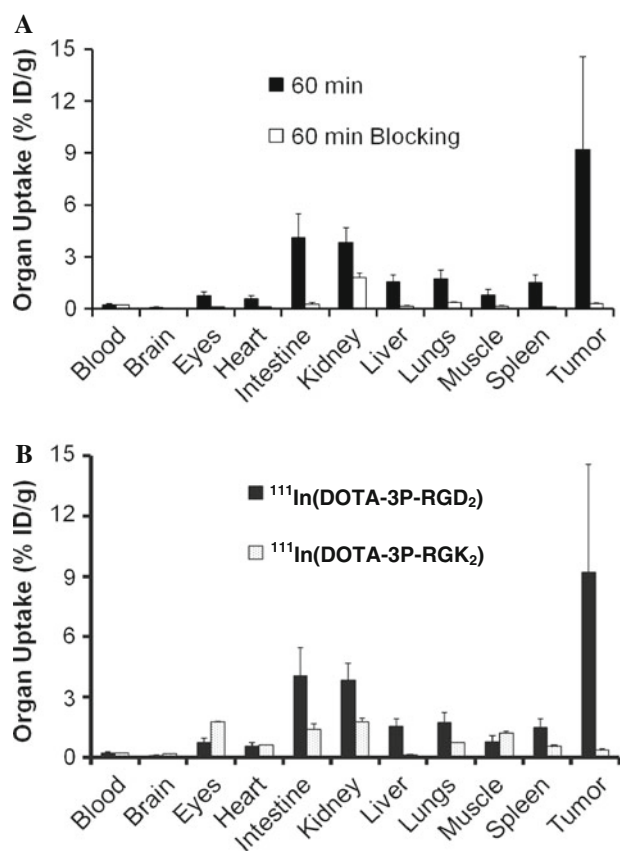 A
Organ Uptake (% ID/g)
15
12
9
6
3
0
60 min
60 min Blocking
Blood
Brain
Eyes
Heart
Intestine
Kidney
Liver
Lungs
Muscle
Spleen
Tumor
B
Organ Uptake (% ID/g)
15
12
9
6
3
0
¹¹¹In(DOTA-3P-RGD₂)
¹¹¹In(DOTA-3P-RGK₂)
Blood
Brain
Eyes
Heart
Intestine
Kidney
Liver
Lungs
Muscle
Spleen
Tumor